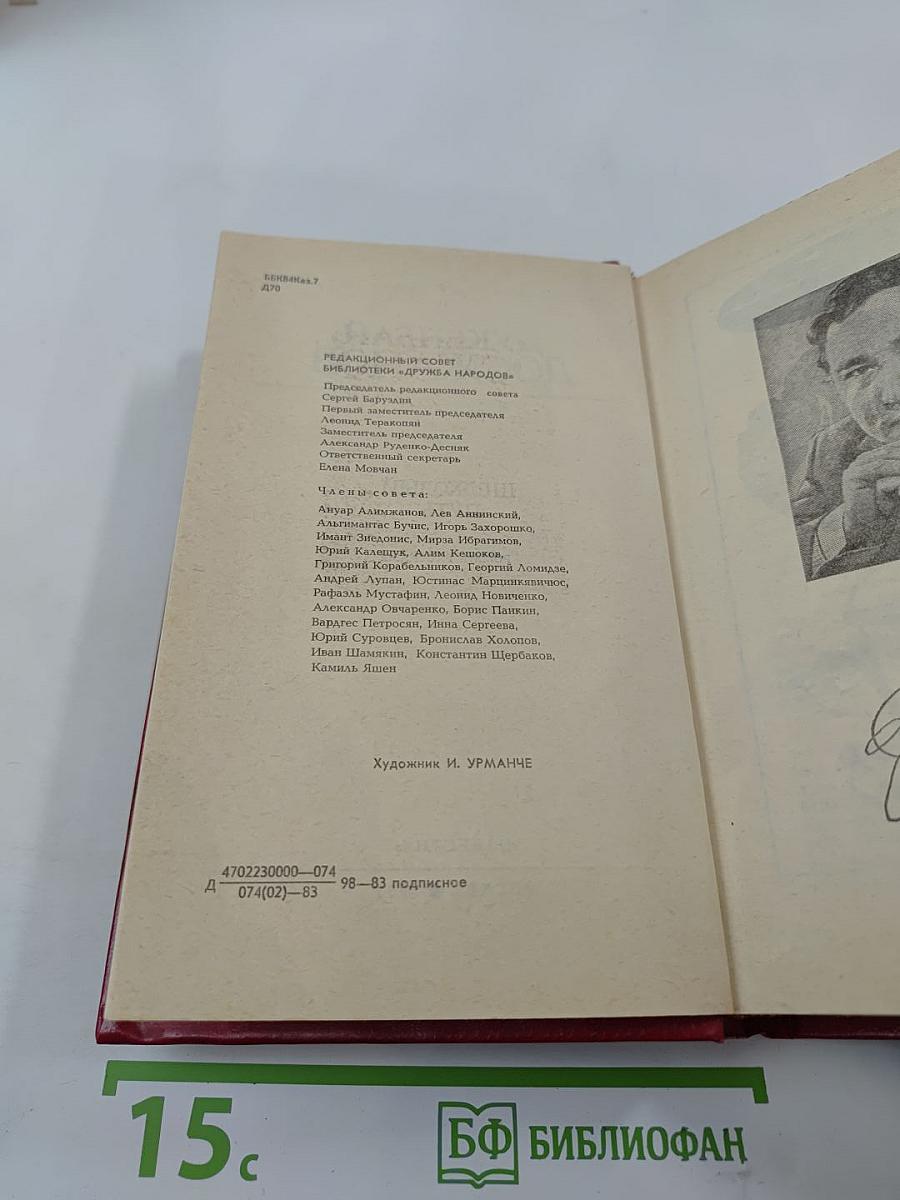 ББК84Каз.7
Д70
РЕДАКЦИОННЫЙ СОВЕТ
БИБЛИОТЕКИ «ДРУЖБА НАРОДОВ»
Председатель редакционного совета
Сергей Баруздин
Первый заместитель председателя
Леонид Теракопян
Заместитель председателя
Александр Руденко-Десняк
Ответственный секретарь
Елена Мовчан
Члены совета:
Ануар Алимжанов, Лев Аннинский,
Альгимантас Бучис, Игорь Захорошко,
Имант Зиедонис, Мирза Ибрагимов,
Юрий Калещук, Алим Кешоков,
Григорий Корабельников, Георгий Ломидзе,
Андрей Лупан, Юстинас Марцинкявичюс,
Рафаэль Мустафин, Леонид Новиченко,
Александр Овчаренко, Борис Панкин,
Вардгес Петросян, Инна Сергеева,
Юрий Суровцев, Бронислав Холопов,
Иван Шамякин, Константин Щербаков,
Камиль Яшен
Художник И. УРМАНЧЕ
Д 4702230000—074
074(02)—83 98—83 подписное
15 с
БФ БИБЛИОФАН